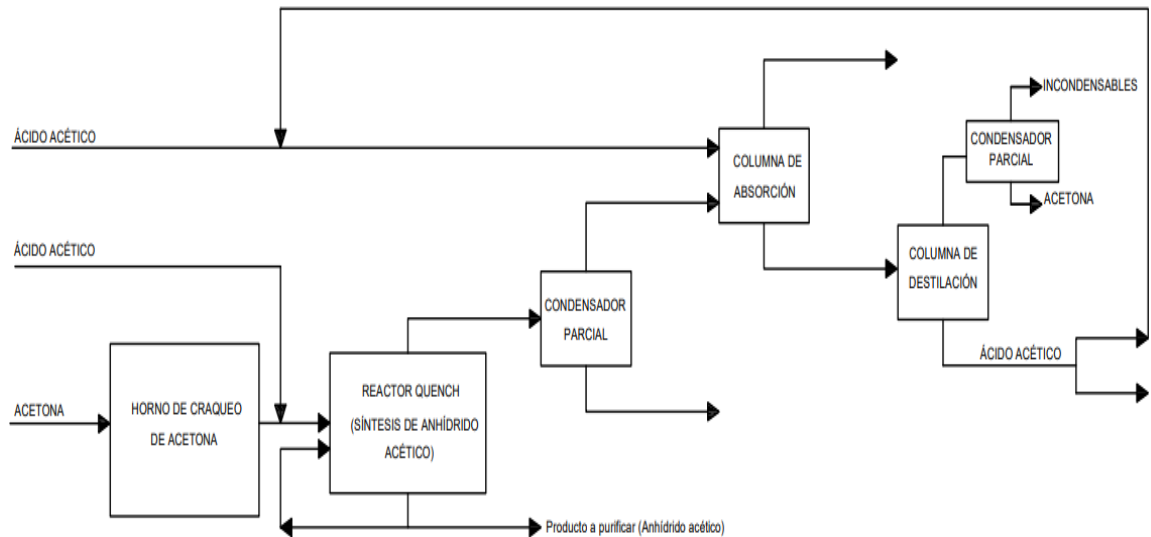 INCONDENSABLES
ÁCIDO ACÉTICO
CONDENSADOR
PARCIAL
COLUMNA DE
ABSORCIÓN
ACETONA
ÁCIDO ACÉTICO
COLUMNA DE
DESTILACIÓN
CONDENSADOR
PARCIAL
ÁCIDO ACÉTICO
ACETONA
HORNO DE CRAQUEO
DE ACETONA
REACTOR QUENCH
(SÍNTESIS DE ANHÍDRIDO
ACÉTICO)
Producto a purificar (Anhídrido acético)